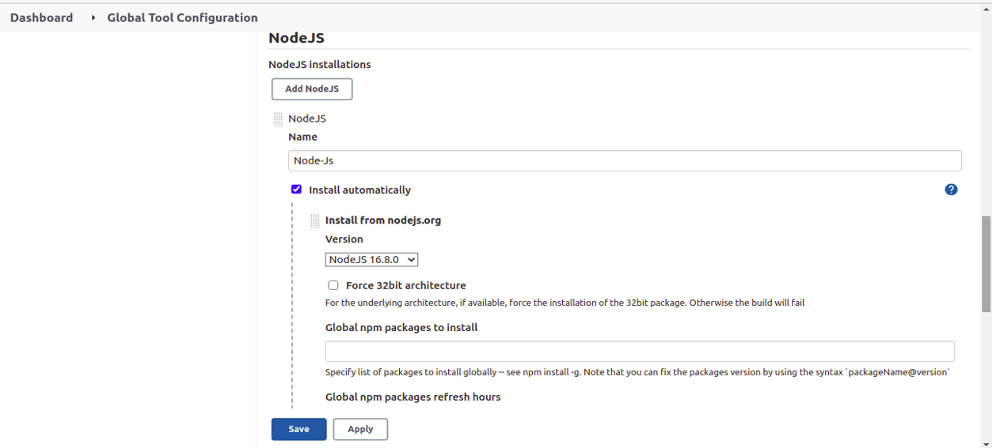 Dashboard ‣ Global Tool Configuration
NodeJS
NodeJS installations
Add NodeJS
NodeJS
Name
Node-Js
Install automatically ?
Install from nodejs.org
Version
NodeJS 16.8.0
Force 32bit architecture
For the underlying architecture, if available, force the installation of the 32bit package. Otherwise the build will fail
Global npm packages to install
Specify list of packages to install globally -- see npm install -g. Note that you can fix the packages version by using the syntax `packageName@version`
Global npm packages refresh hours
Save Apply